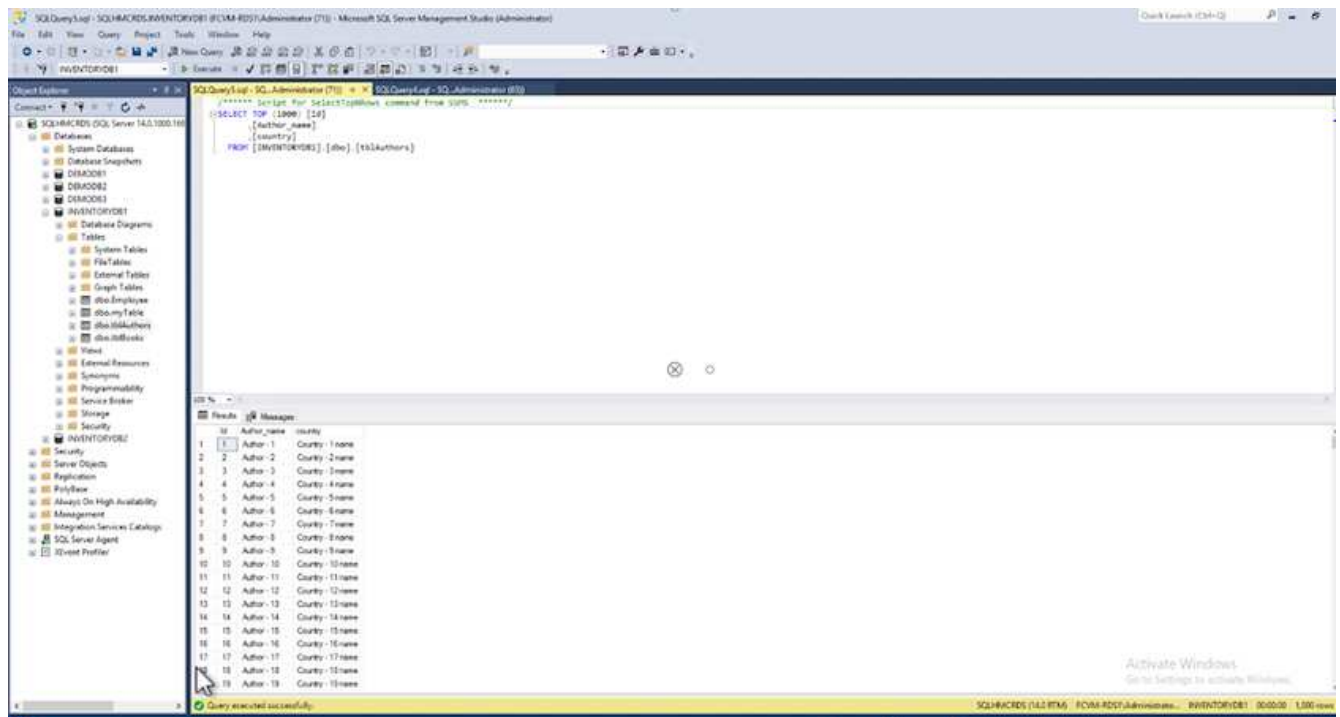 SQLQuery5.sql - SQLHMCRDS.INVENTORYDB1 (FCVM-RDS1\Administrator (71)) - Microsoft SQL Server Management Studio (Administrator)
Quick Launch (Ctrl+Q)
File Edit View Query Project Tools Window Help
New Query
INVENTORYDB1
Execute
Object Explorer
SQLQuery5.sql - SQ...Administrator (71))
SQLQuery4.sql - SQ...Administrator (65))
Connect
/****** Script for SelectTopNRows command from SSMS ******/
SELECT TOP (1000) [id]
,[Author_name]
,[country]
FROM [INVENTORYDB1].[dbo].[tblAuthors]
SQLHMCRDS (SQL Server 14.0.1000.169
Databases
System Databases
Database Snapshots
DEMODB1
DEMODB2
DEMODB3
INVENTORYDB1
Database Diagrams
Tables
System Tables
FileTables
External Tables
Graph Tables
dbo.Employee
dbo.myTable
dbo.tblAuthors
dbo.tblBooks
Views
External Resources
Synonyms
Programmability
Service Broker
Storage
Security
INVENTORYDB2
Security
Server Objects
Replication
PolyBase
Always On High Availability
Management
Integration Services Catalogs
SQL Server Agent
XEvent Profiler
Results Messages
id Author_name country
1 1 Author - 1 Country - 1 name
2 2 Author - 2 Country - 2 name
3 3 Author - 3 Country - 3 name
4 4 Author - 4 Country - 4 name
5 5 Author - 5 Country - 5 name
6 6 Author - 6 Country - 6 name
7 7 Author - 7 Country - 7 name
8 8 Author - 8 Country - 8 name
9 9 Author - 9 Country - 9 name
10 10 Author - 10 Country - 10 name
11 11 Author - 11 Country - 11 name
12 12 Author - 12 Country - 12 name
13 13 Author - 13 Country - 13 name
14 14 Author - 14 Country - 14 name
15 15 Author - 15 Country - 15 name
16 16 Author - 16 Country - 16 name
17 17 Author - 17 Country - 17 name
18 18 Author - 18 Country - 18 name
19 Author - 19 Country - 19 name
Activate Windows
Go to Settings to activate Windows.
Query executed successfully.
SQLHMCRDS (14.0 RTM) FCVM-RDS1\Administrato... INVENTORYDB1 00:00:00 1,000 rows